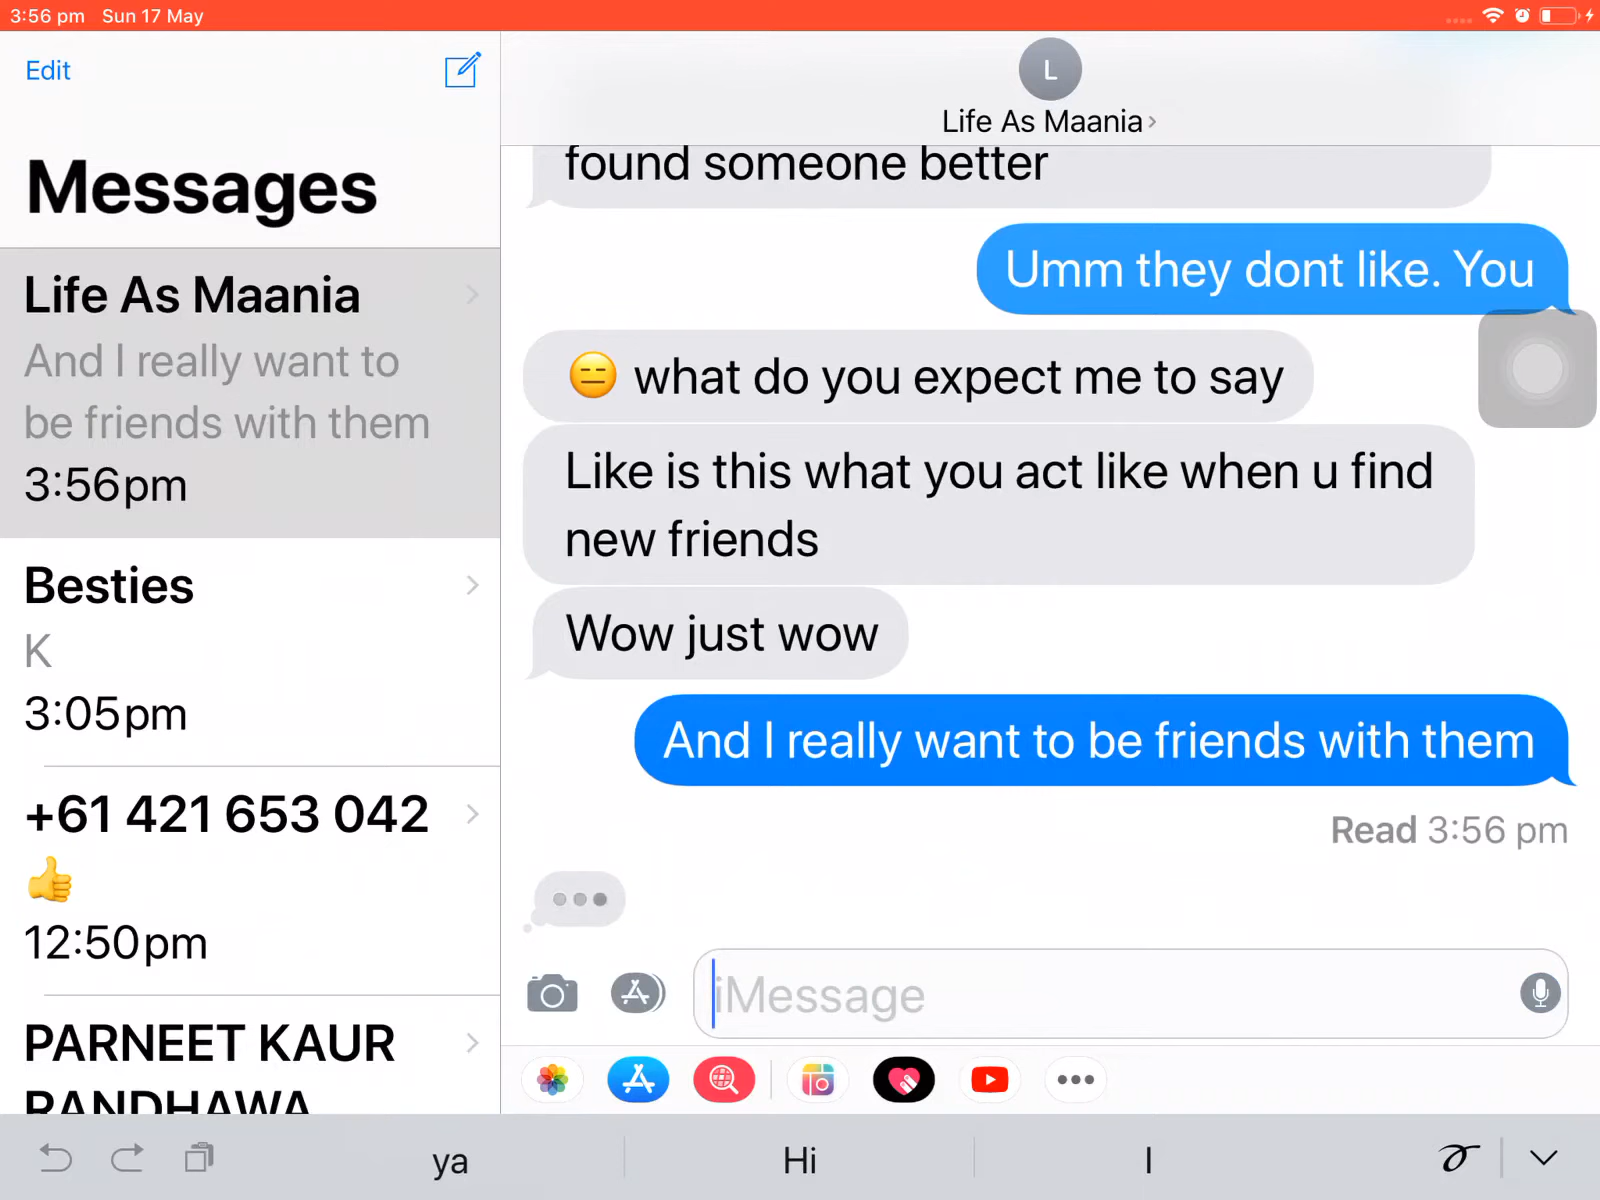 3:56 pm Sun 17 May
Edit
Messages
Life As Maania
And I really want to
be friends with them
3:56pm
Besties
K
3:05pm
+61 421 653 042
👍
12:50pm
PARNEET KAUR
RANDHAWA
L
Life As Maania
found someone better
Umm they dont like. You
😑 what do you expect me to say
Like is this what you act like when u find
new friends
Wow just wow
And I really want to be friends with them
Read 3:56 pm
iMessage
ya
Hi
I